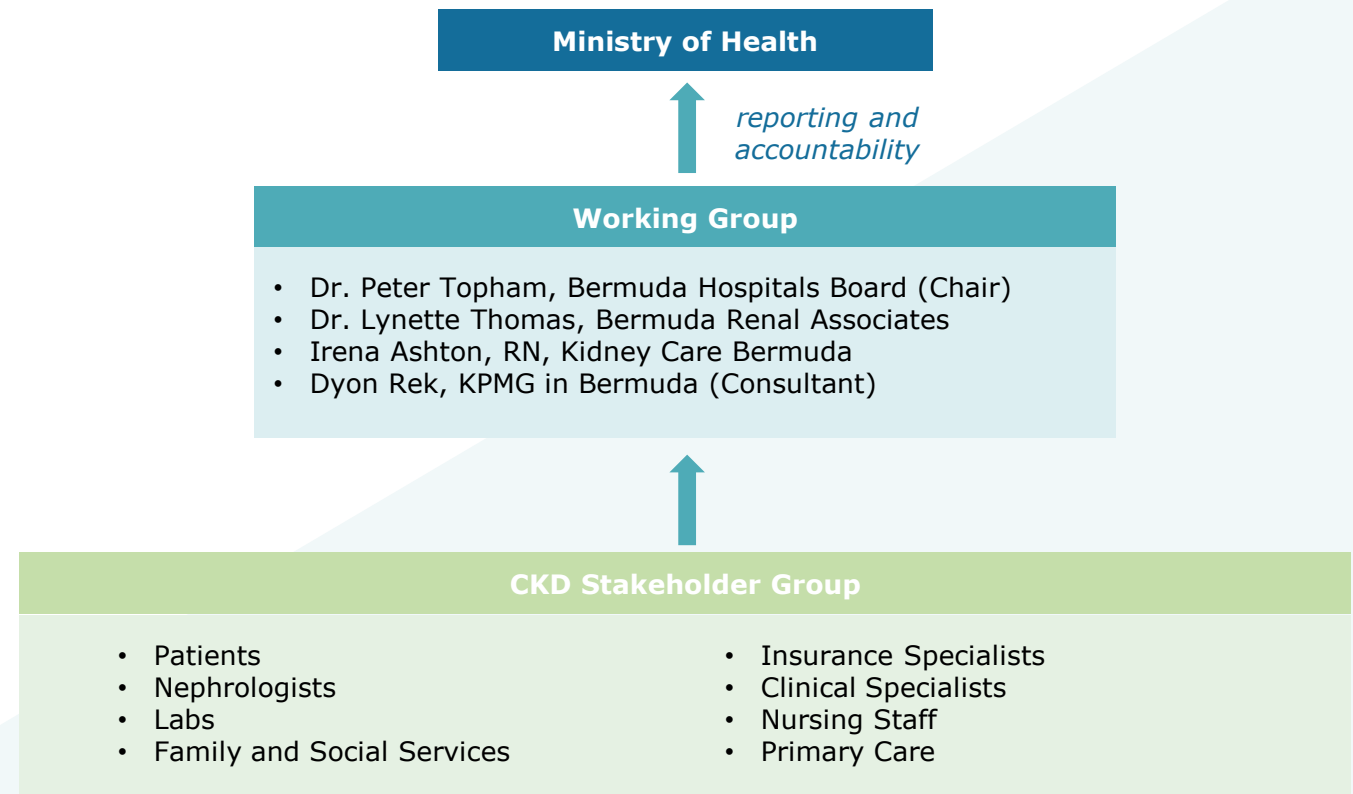 Ministry of Health
reporting and
accountability
Working Group
• Dr. Peter Topham, Bermuda Hospitals Board (Chair)
• Dr. Lynette Thomas, Bermuda Renal Associates
• Irena Ashton, RN, Kidney Care Bermuda
• Dyon Rek, KPMG in Bermuda (Consultant)
CKD Stakeholder Group
• Patients
• Nephrologists
• Labs
• Family and Social Services
• Insurance Specialists
• Clinical Specialists
• Nursing Staff
• Primary Care